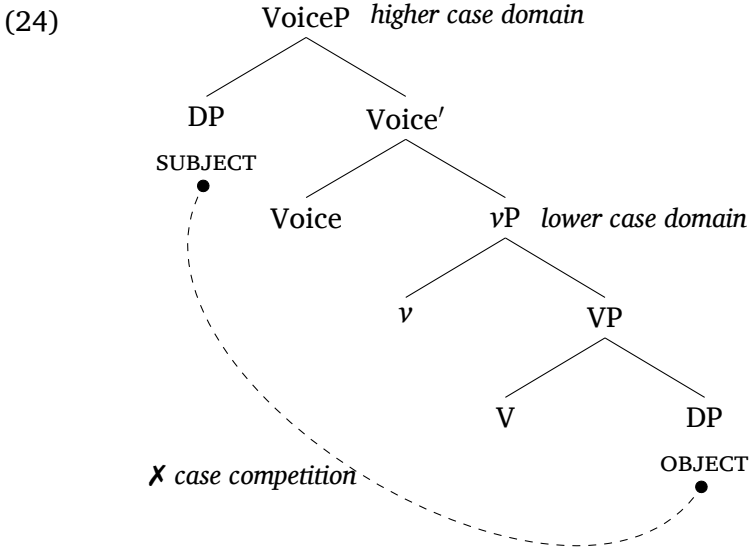 (24) VoiceP higher case domain
DP Voice′
SUBJECT
Voice vP lower case domain
v VP
V DP
OBJECT
✗ case competition